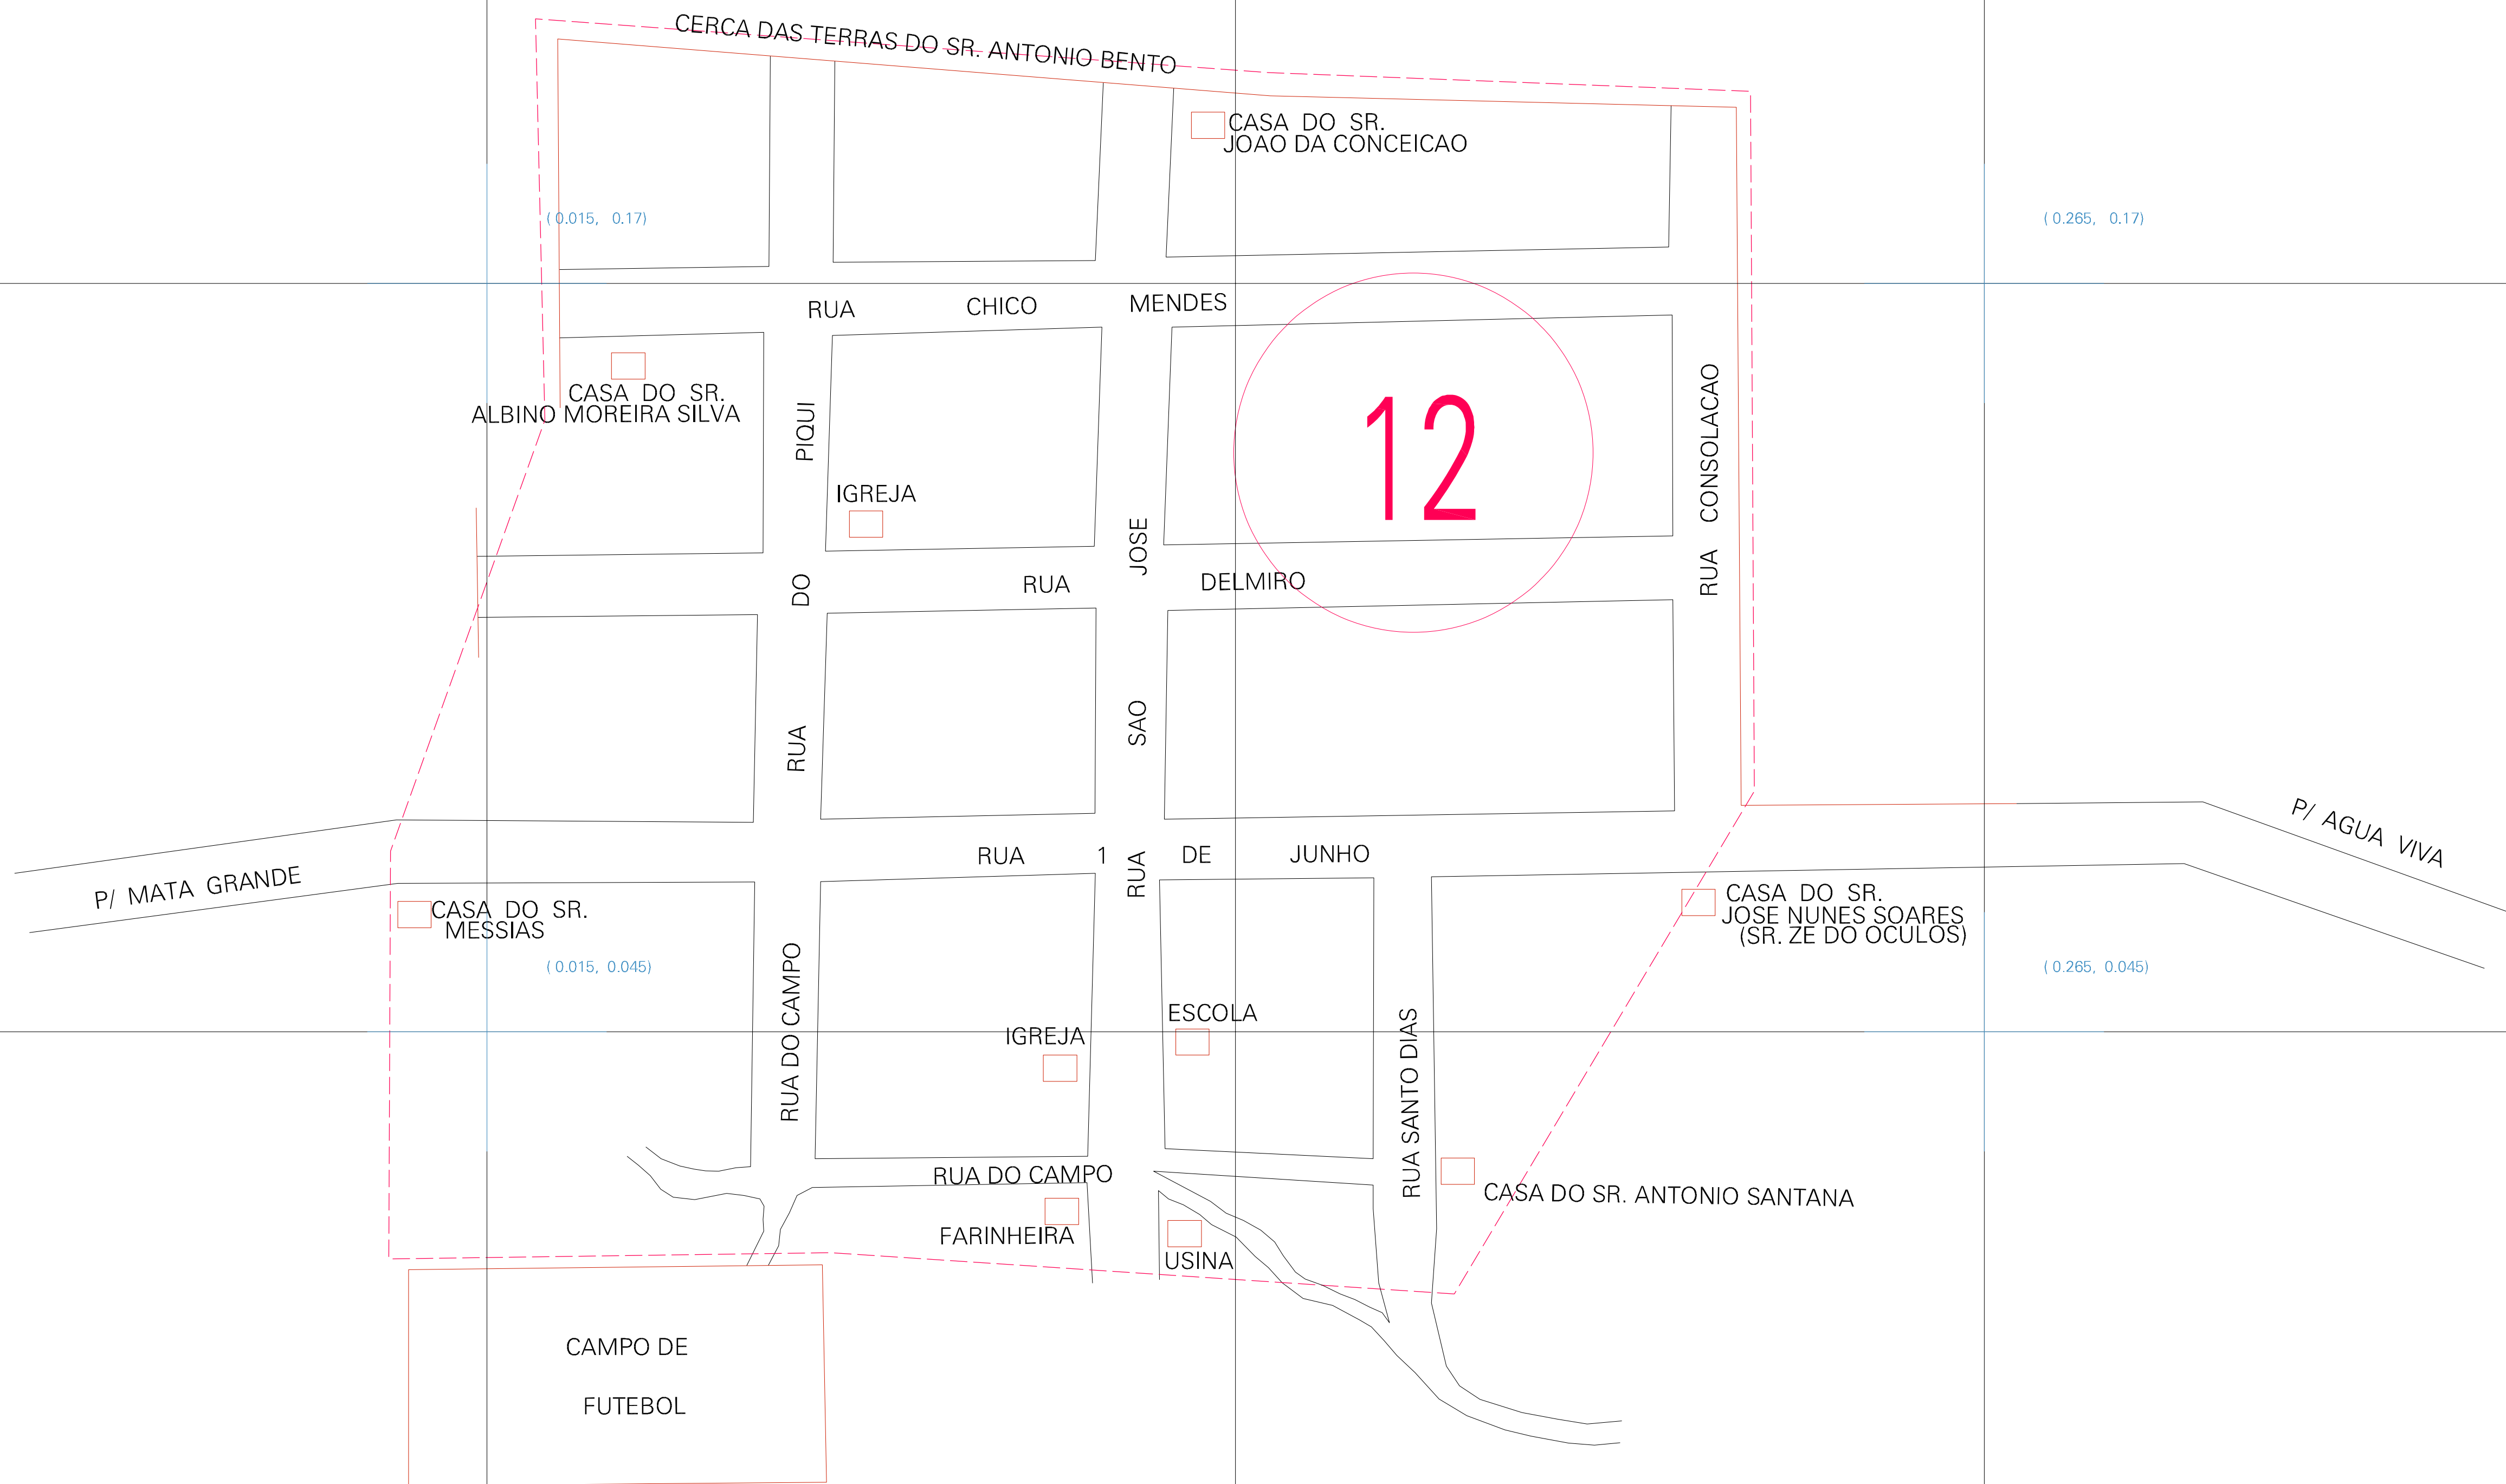 CERCA DAS TERRAS DO SR. ANTONIO BENTO
CASA DO SR.
JOAO DA CONCEICAO
( 0.015, 0.17)
( 0.265, 0.17)
RUA CHICO MENDES
CASA DO SR.
ALBINO MOREIRA SILVA
12
RUA DO PIQUI
IGREJA
RUA SAO JOSE
RUA CONSOLACAO
RUA DELMIRO
P/ AGUA VIVA
RUA 1 DE JUNHO
P/ MATA GRANDE
CASA DO SR.
MESSIAS
CASA DO SR.
JOSE NUNES SOARES
(SR. ZE DO OCULOS)
( 0.015, 0.045)
( 0.265, 0.045)
RUA DO CAMPO
ESCOLA
IGREJA
RUA SANTO DIAS
RUA DO CAMPO
CASA DO SR. ANTONIO SANTANA
FARINHEIRA
USINA
CAMPO DE
FUTEBOL